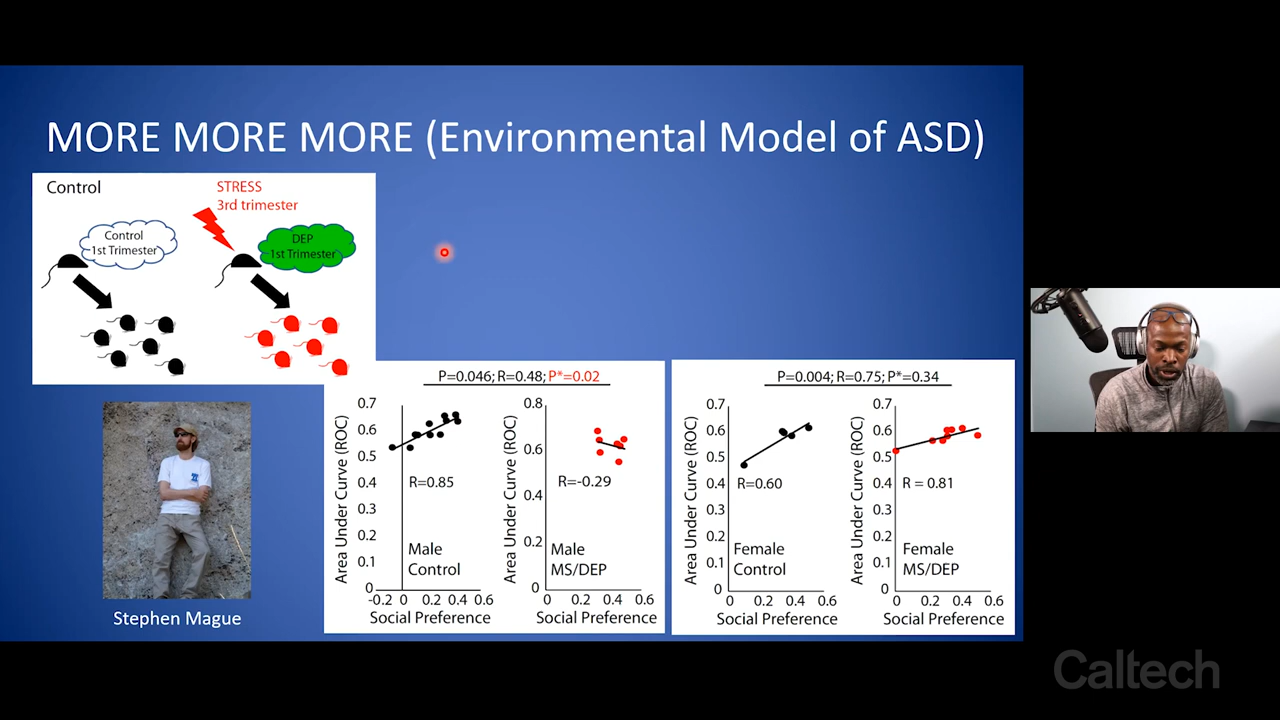 MORE MORE MORE (Environmental Model of ASD)
Control
STRESS
3rd trimester
Control
1st Trimester
DEP
1st Trimester
Stephen Mague
P=0.046; R=0.48; P*=0.02
Area Under Curve (ROC)
0.7
0.6
0.5
0.4
0.3
0.2
0.1
0
R=0.85
Male
Control
-0.2 0 0.2 0.4 0.6
Social Preference
Area Under Curve (ROC)
0.8
0.6
0.4
0.2
0
R=-0.29
Male
MS/DEP
0 0.2 0.4 0.6
Social Preference
P=0.004; R=0.75; P*=0.34
Area Under Curve (ROC)
0.7
0.6
0.5
0.4
0.3
0.2
0.1
0
R=0.60
Female
Control
0 0.2 0.4 0.6
Social Preference
Area Under Curve (ROC)
0.7
0.6
0.5
0.4
0.3
0.2
0.1
0
R = 0.81
Female
MS/DEP
0 0.2 0.4 0.6
Social Preference
Caltech